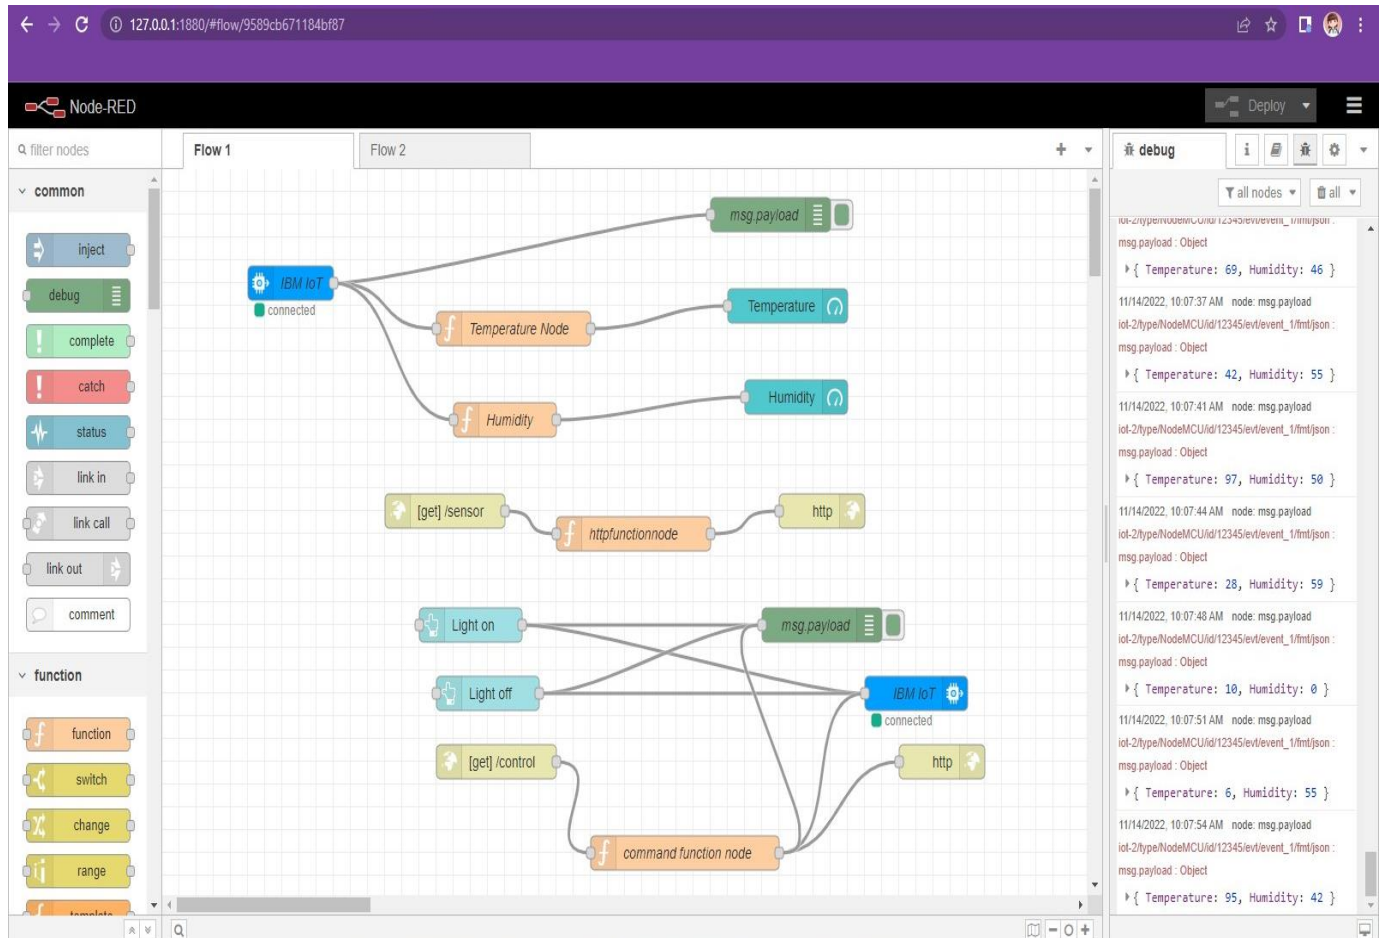 127.0.0.1:1880/#flow/9589cb671184bf87
Node-RED
Deploy
filter nodes
common
inject
debug
complete
catch
status
link in
link call
link out
comment
function
function
switch
change
range
template
Flow 1
Flow 2
msg.payload
IBM IoT
connected
Temperature Node
Temperature
Humidity
Humidity
[get] /sensor
httpfunctionnode
http
Light on
msg.payload
Light off
IBM IoT
connected
[get] /control
http
command function node
debug
i
all nodes
all
iot-2/type/NodeMCU/id/12345/evt/event_1/fmt/json :
msg.payload : Object
{ Temperature: 69, Humidity: 46 }
11/14/2022, 10:07:37 AM node: msg.payload
iot-2/type/NodeMCU/id/12345/evt/event_1/fmt/json :
msg.payload : Object
{ Temperature: 42, Humidity: 55 }
11/14/2022, 10:07:41 AM node: msg.payload
iot-2/type/NodeMCU/id/12345/evt/event_1/fmt/json :
msg.payload : Object
{ Temperature: 97, Humidity: 50 }
11/14/2022, 10:07:44 AM node: msg.payload
iot-2/type/NodeMCU/id/12345/evt/event_1/fmt/json :
msg.payload : Object
{ Temperature: 28, Humidity: 59 }
11/14/2022, 10:07:48 AM node: msg.payload
iot-2/type/NodeMCU/id/12345/evt/event_1/fmt/json :
msg.payload : Object
{ Temperature: 10, Humidity: 0 }
11/14/2022, 10:07:51 AM node: msg.payload
iot-2/type/NodeMCU/id/12345/evt/event_1/fmt/json :
msg.payload : Object
{ Temperature: 6, Humidity: 55 }
11/14/2022, 10:07:54 AM node: msg.payload
iot-2/type/NodeMCU/id/12345/evt/event_1/fmt/json :
msg.payload : Object
{ Temperature: 95, Humidity: 42 }